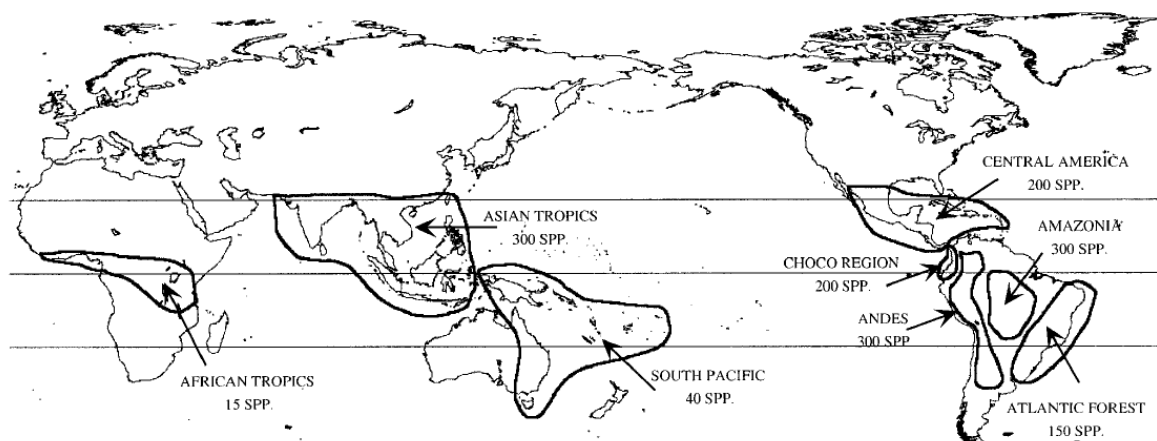 CENTRAL AMERICA
200 SPP.
ASIAN TROPICS
300 SPP.
AMAZONIA
300 SPP.
CHOCO REGION
200 SPP.
ANDES
300 SPP
AFRICAN TROPICS
15 SPP.
SOUTH PACIFIC
40 SPP.
ATLANTIC FOREST
150 SPP.